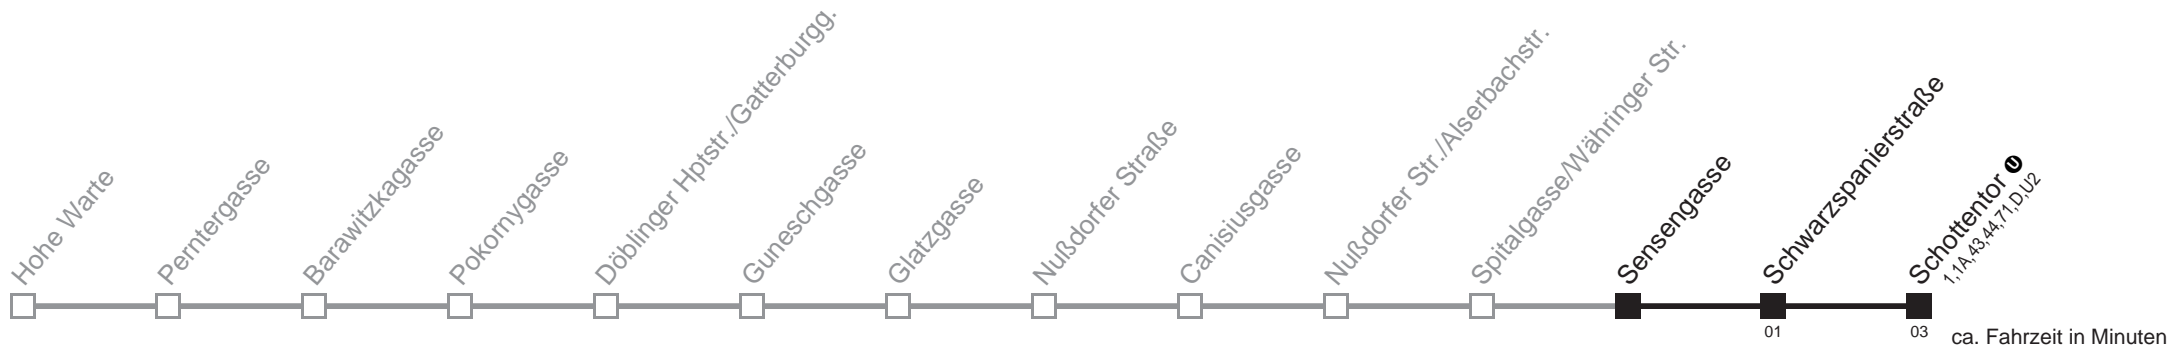 Hohe Warte
Perntergasse
Barawitzkagasse
Pokornygasse
Döblinger Hptstr./Gatterburgg.
Guneschgasse
Glatzgasse
Nußdorfer Straße
Canisiusgasse
Nußdorfer Str./Alserbachstr.
Spitalgasse/Währinger Str.
Sensengasse
Schwarzspanierstraße
Schottentor U
1,1A,43,44,71,D,U2
01
03
ca. Fahrzeit in Minuten